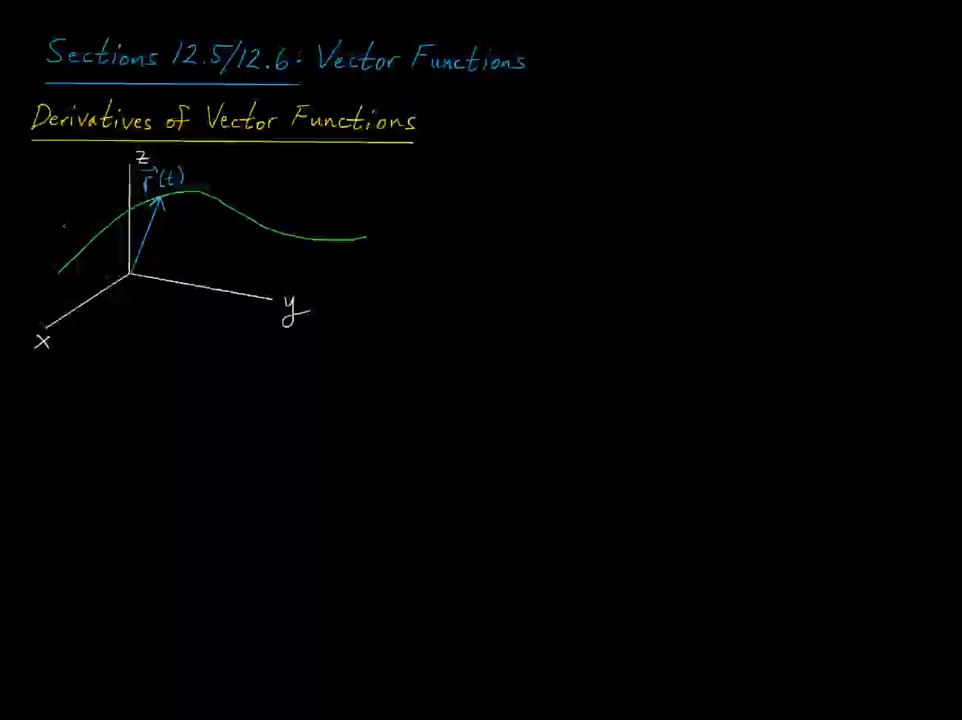 Sections 12.5/12.6: Vector Functions
Derivatives of Vector Functions
z
r⃗(t)
y
x